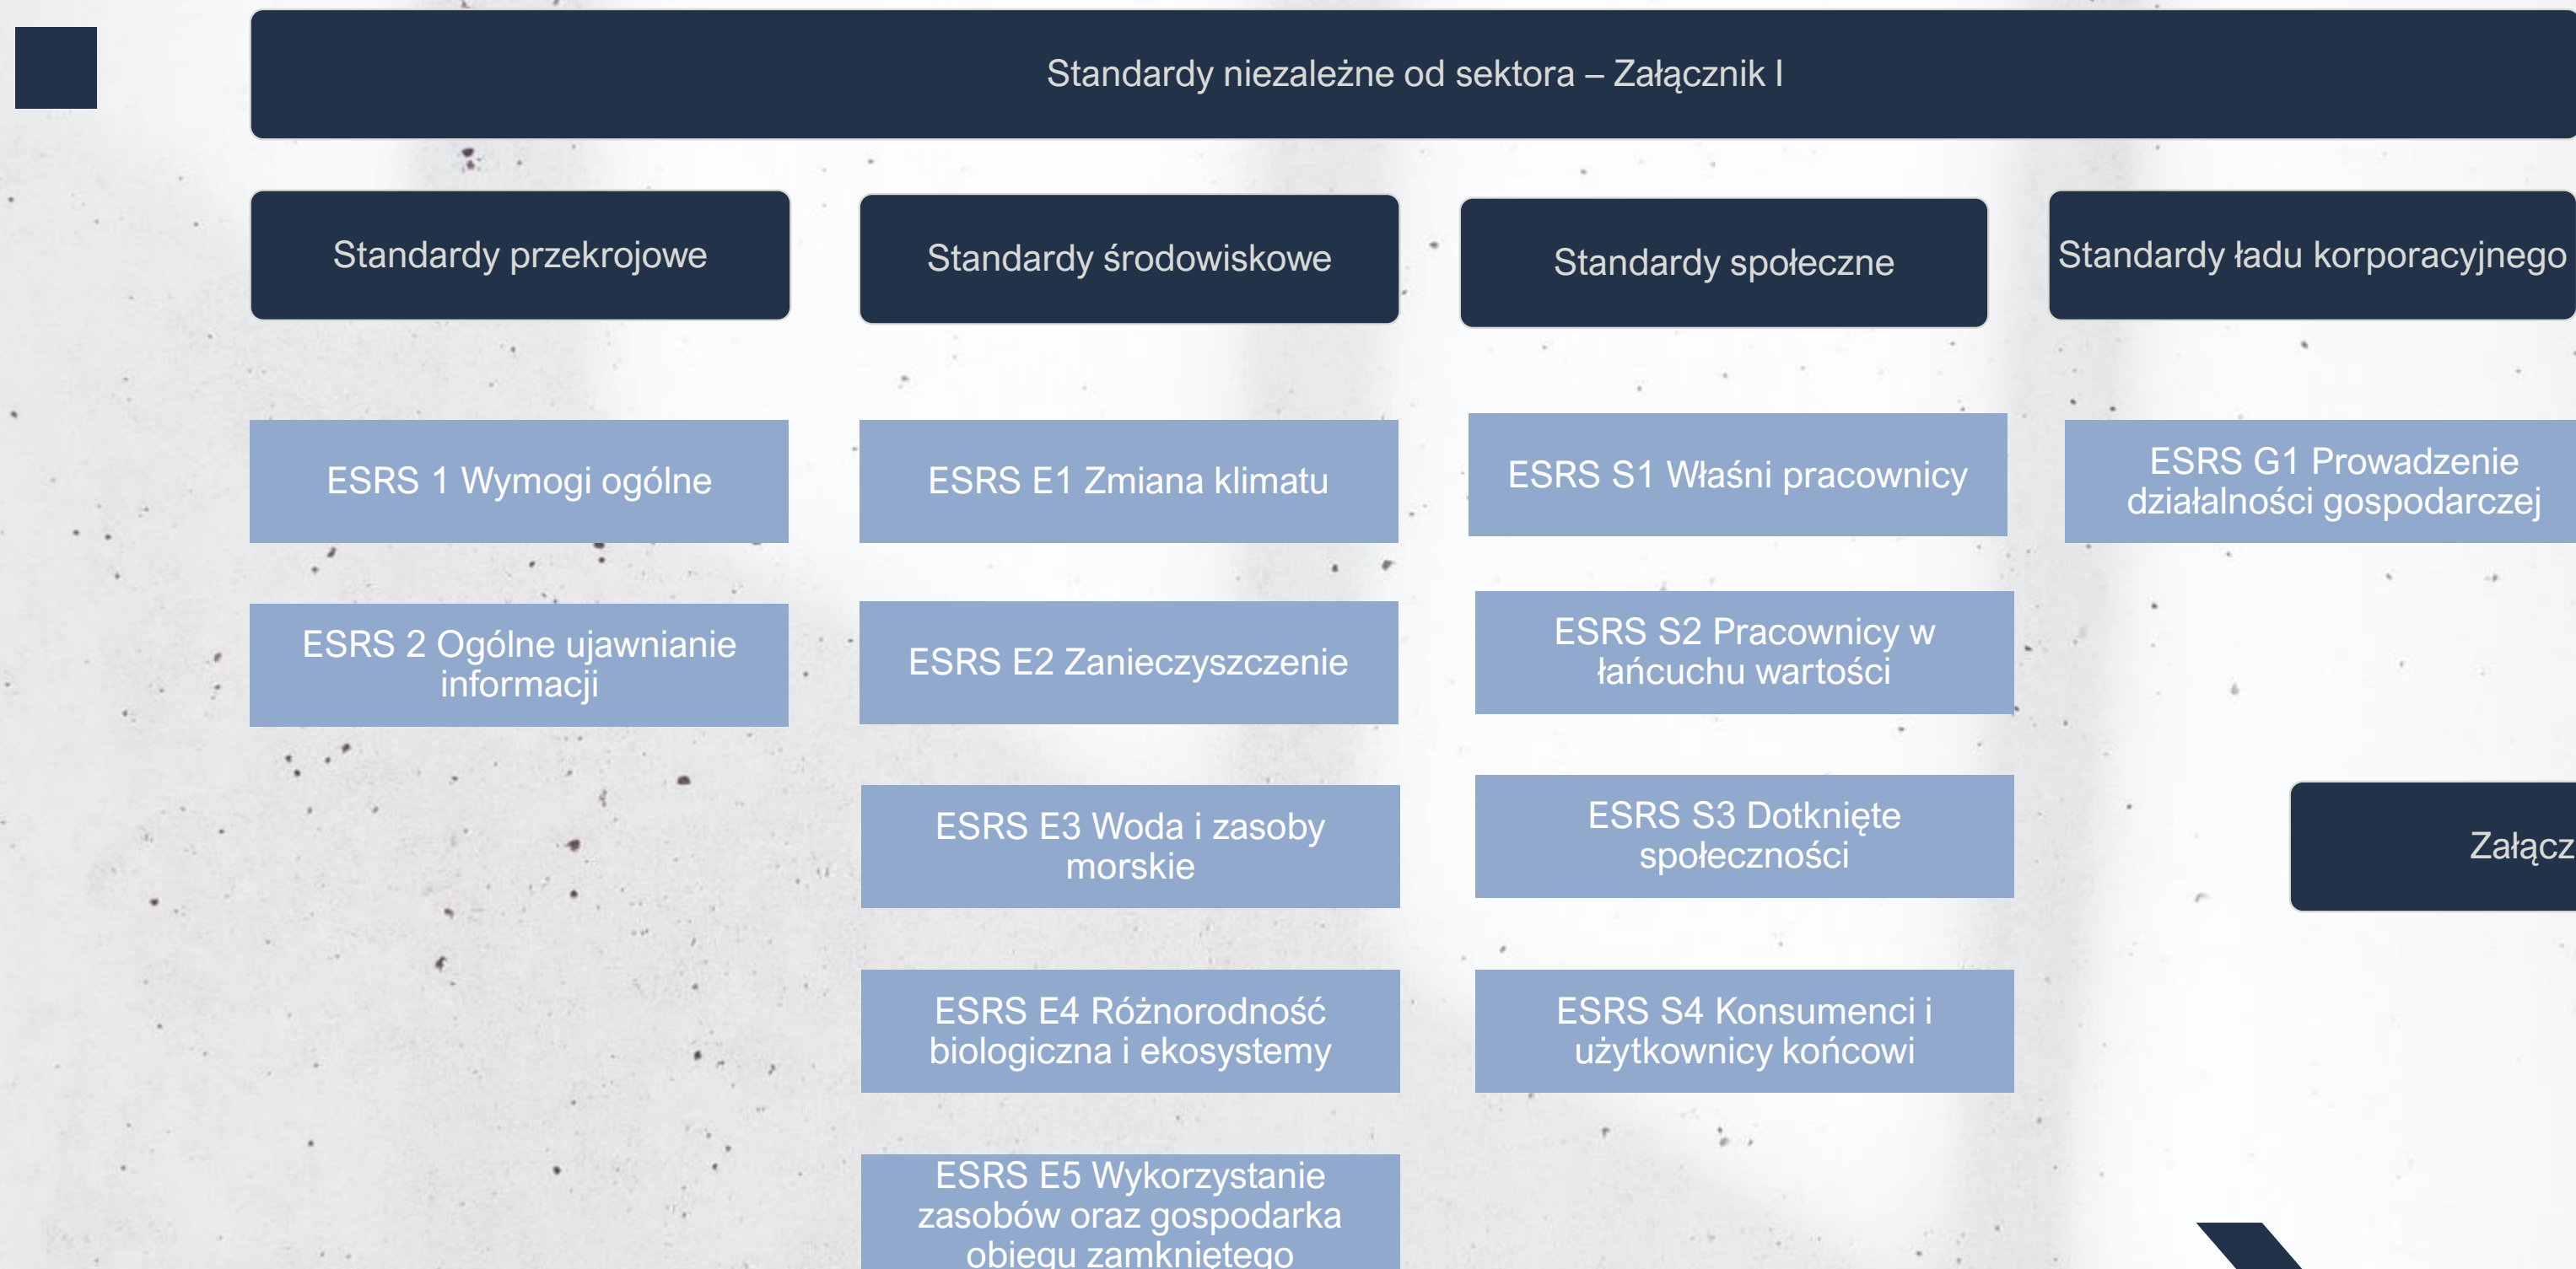 Standardy niezależne od sektora – Załącznik I
Standardy przekrojowe
Standardy środowiskowe
Standardy społeczne
Standardy ładu korporacyjnego
ESRS 1 Wymogi ogólne
ESRS 2 Ogólne ujawnianie
informacji
ESRS E1 Zmiana klimatu
ESRS E2 Zanieczyszczenie
ESRS E3 Woda i zasoby
morskie
ESRS E4 Różnorodność
biologiczna i ekosystemy
ESRS E5 Wykorzystanie
zasobów oraz gospodarka
obiegu zamkniętego
ESRS S1 Właśni pracownicy
ESRS S2 Pracownicy w
łańcuchu wartości
ESRS S3 Dotknięte
społeczności
ESRS S4 Konsumenci i
użytkownicy końcowi
ESRS G1 Prowadzenie
działalności gospodarczej